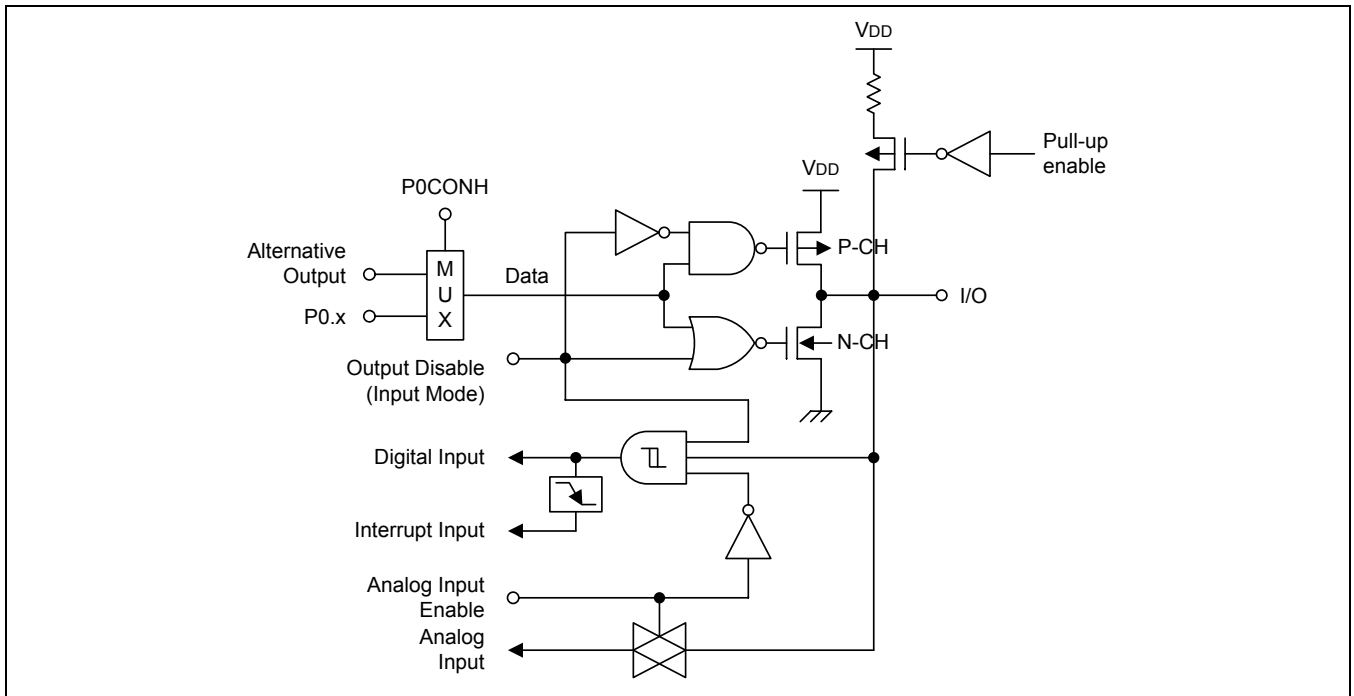 VDD
Pull-up
enable
VDD
P0CONH
P-CH
Alternative
Output
M
U
X
Data
I/O
P0.x
N-CH
Output Disable
(Input Mode)
Digital Input
Interrupt Input
Analog Input
Enable
Analog
Input